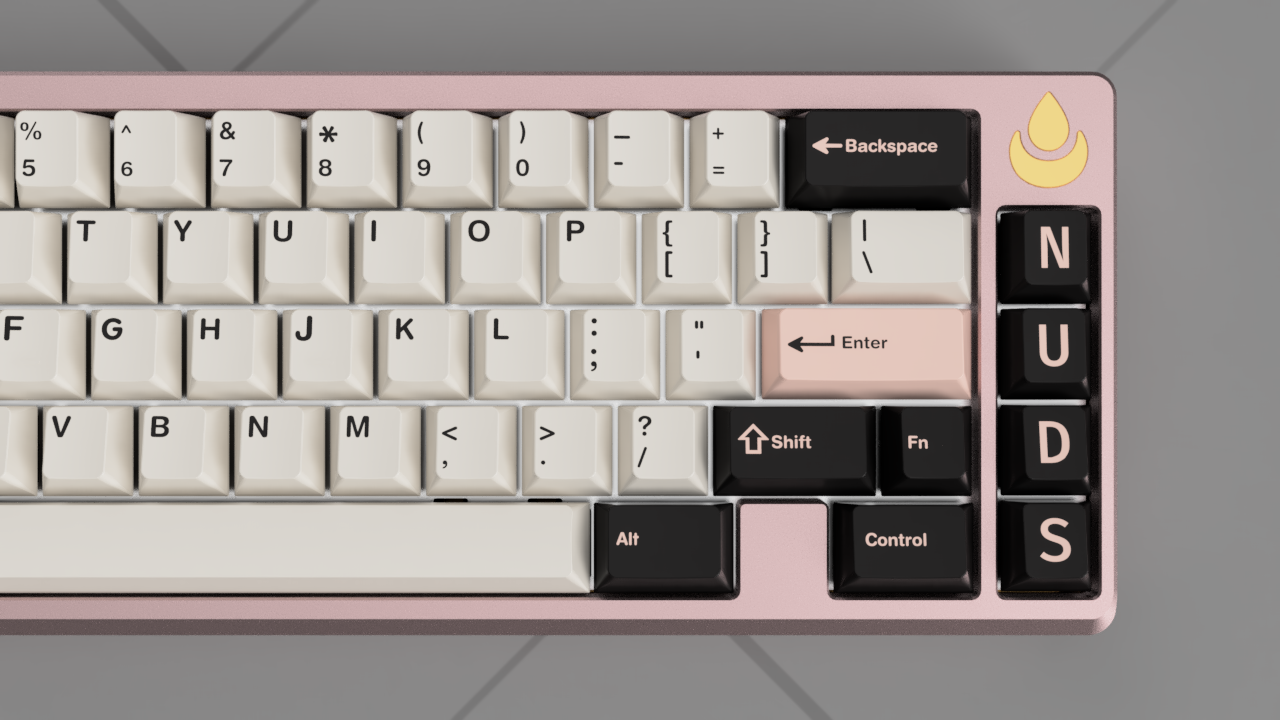 % ^ & * ( ) _ + ← Backspace
5 6 7 8 9 0 - =
T Y U I O P { } | N
[ ] \
F G H J K L : " ← Enter U
; '
V B N M < > ? ⇧ Shift Fn D
, . /
Alt Control S